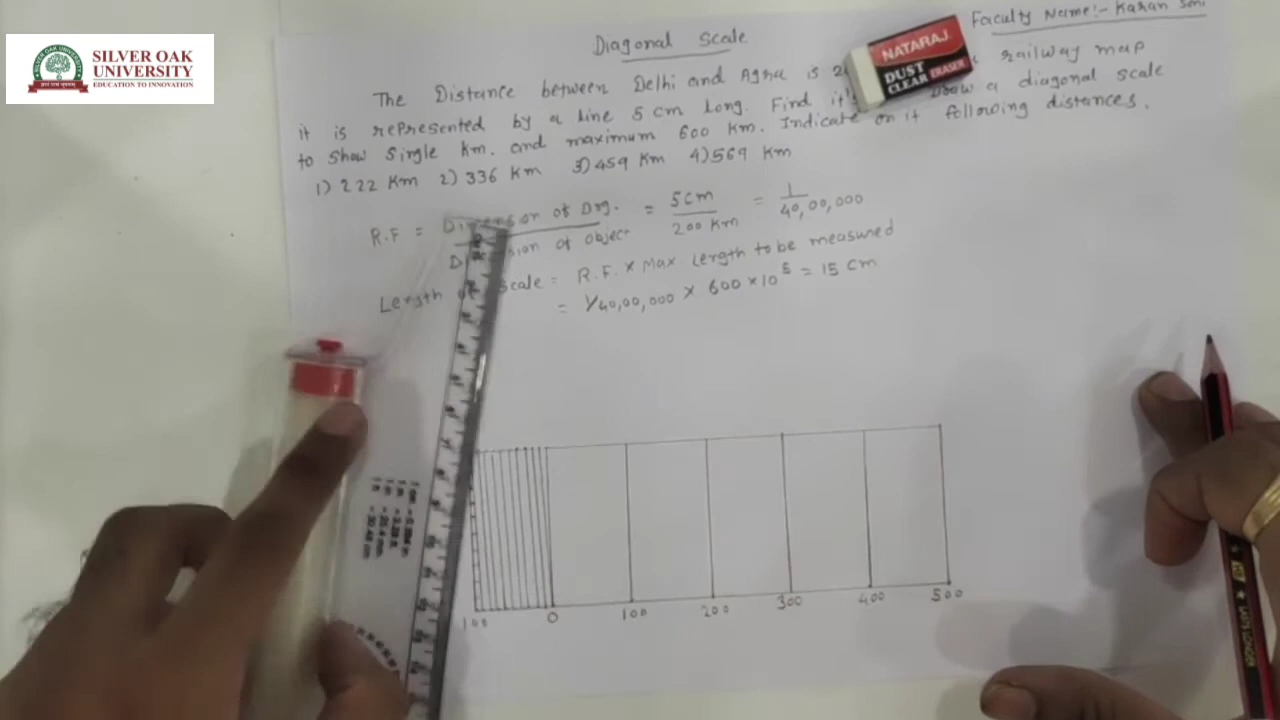 SILVER OAK
UNIVERSITY
EDUCATION TO INNOVATION
Faculty Name:- Karan Soni
Diagonal Scale
NATARAJ
DUST
CLEAR ERASER
The Distance between Delhi and Agra is railway map
it is represented by a line 5 cm long. Find it's a diagonal scale
to show single km. and maximum 600 km. Indicate on it following distances.
1) 222 Km 2) 336 Km 3) 459 Km 4) 569 Km
R.F = Dimension of Drg. = 5cm = 1
of object 200 Km 40,00,000
Length scale = R.F. × Max Length to be measured
= 1/40,00,000 × 600 × 10⁵ = 15 cm
0 100 200 300 400 500